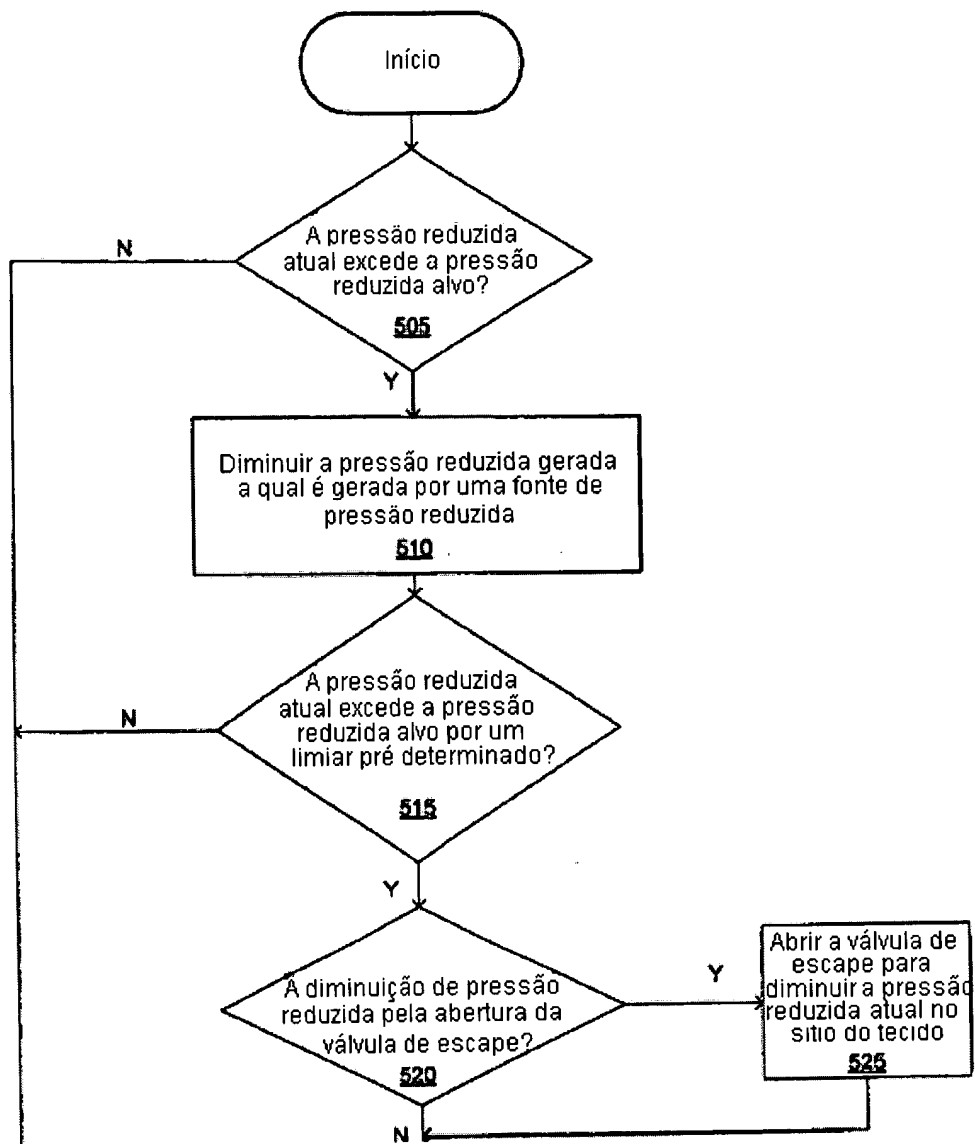 Início
A pressão reduzida
atual excede a pressão
reduzida alvo?
505
N
Y
Diminuir a pressão reduzida gerada
a qual é gerada por uma fonte de
pressão reduzida
510
A pressão reduzida
atual excede a pressão
reduzida alvo por um
limiar pré determinado?
515
N
Y
A diminuição de pressão
reduzida pela abertura da
válvula de escape?
520
Y
Abrir a válvula de
escape para
diminuir a pressão
reduzida atual no
sítio do tecido
525
N